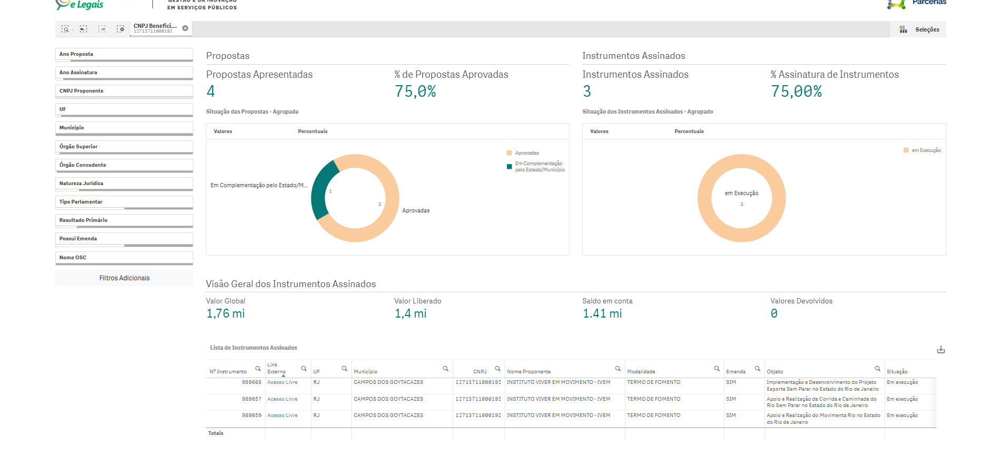 e Legais
GESTÃO E DA INOVAÇÃO
EM SERVIÇOS PÚBLICOS
Parcerias
CNPJ Benefici...
12713711000192
Seleções
Ano Proposta
Ano Assinatura
CNPJ Proponente
UF
Município
Órgão Superior
Órgão Concedente
Natureza Jurídica
Tipo Parlamentar
Resultado Primário
Possui Emenda
Nome OSC
Filtros Adicionais
Propostas
Propostas Apresentadas
4
% de Propostas Aprovadas
75,0%
Situação das Propostas - Agrupada
Valores Percentuais
Aprovadas
Em Complementação
pelo Estado/Município
Em Complementação pelo Estado/M...
1
3
Aprovadas
Instrumentos Assinados
Instrumentos Assinados
3
% Assinatura de Instrumentos
75,00%
Situação dos Instrumentos Assinados - Agrupado
Valores Percentuais
em Execução
em Execução
3
Visão Geral dos Instrumentos Assinados
Valor Global
1,76 mi
Valor Liberado
1,4 mi
Saldo em conta
1.41 mi
Valores Devolvidos
0
Lista de Instrumentos Assinados
Nº Instrumento Link Externo UF Município CNPJ Nome Proponente Modalidade Emenda Objeto Situação
989668 Acesso Livre RJ CAMPOS DOS GOYTACAZES 12713711000192 INSTITUTO VIVER EM MOVIMENTO - IVEM TERMO DE FOMENTO SIM Implementação e Desenvolvimento do Projeto Em execução
Esporte Sem Parar no Estado do Rio de Janeiro
989657 Acesso Livre RJ CAMPOS DOS GOYTACAZES 12713711000192 INSTITUTO VIVER EM MOVIMENTO - IVEM TERMO DE FOMENTO SIM Apoio e Realização da Corrida e Caminhada do Em execução
Rio Sem Parar no Estado do Rio de Janeiro
989659 Acesso Livre RJ CAMPOS DOS GOYTACAZES 12713711000192 INSTITUTO VIVER EM MOVIMENTO - IVEM TERMO DE FOMENTO SIM Apoio e Realização do Movimenta Rio no Estado Em execução
do Rio de Janeiro
Totais